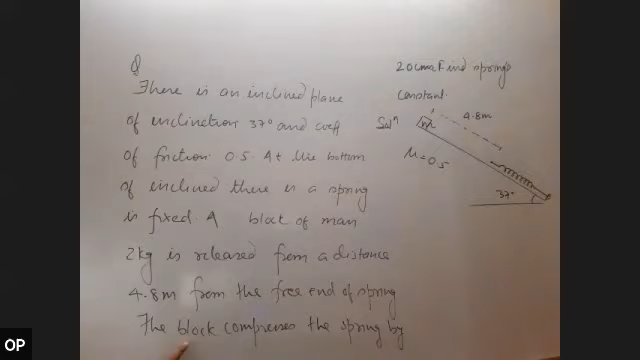 Q
There is an inclined plane
of inclination 37° and coeff
of friction 0.5. At the bottom
of inclined there is a spring
is fixed. A block of mass
2kg is released from a distance
4.8m from the free end of spring
The block compresses the spring by
20cm. Find spring
constant.
Solⁿ
4.8m
m
μ=0.5
37°
OP